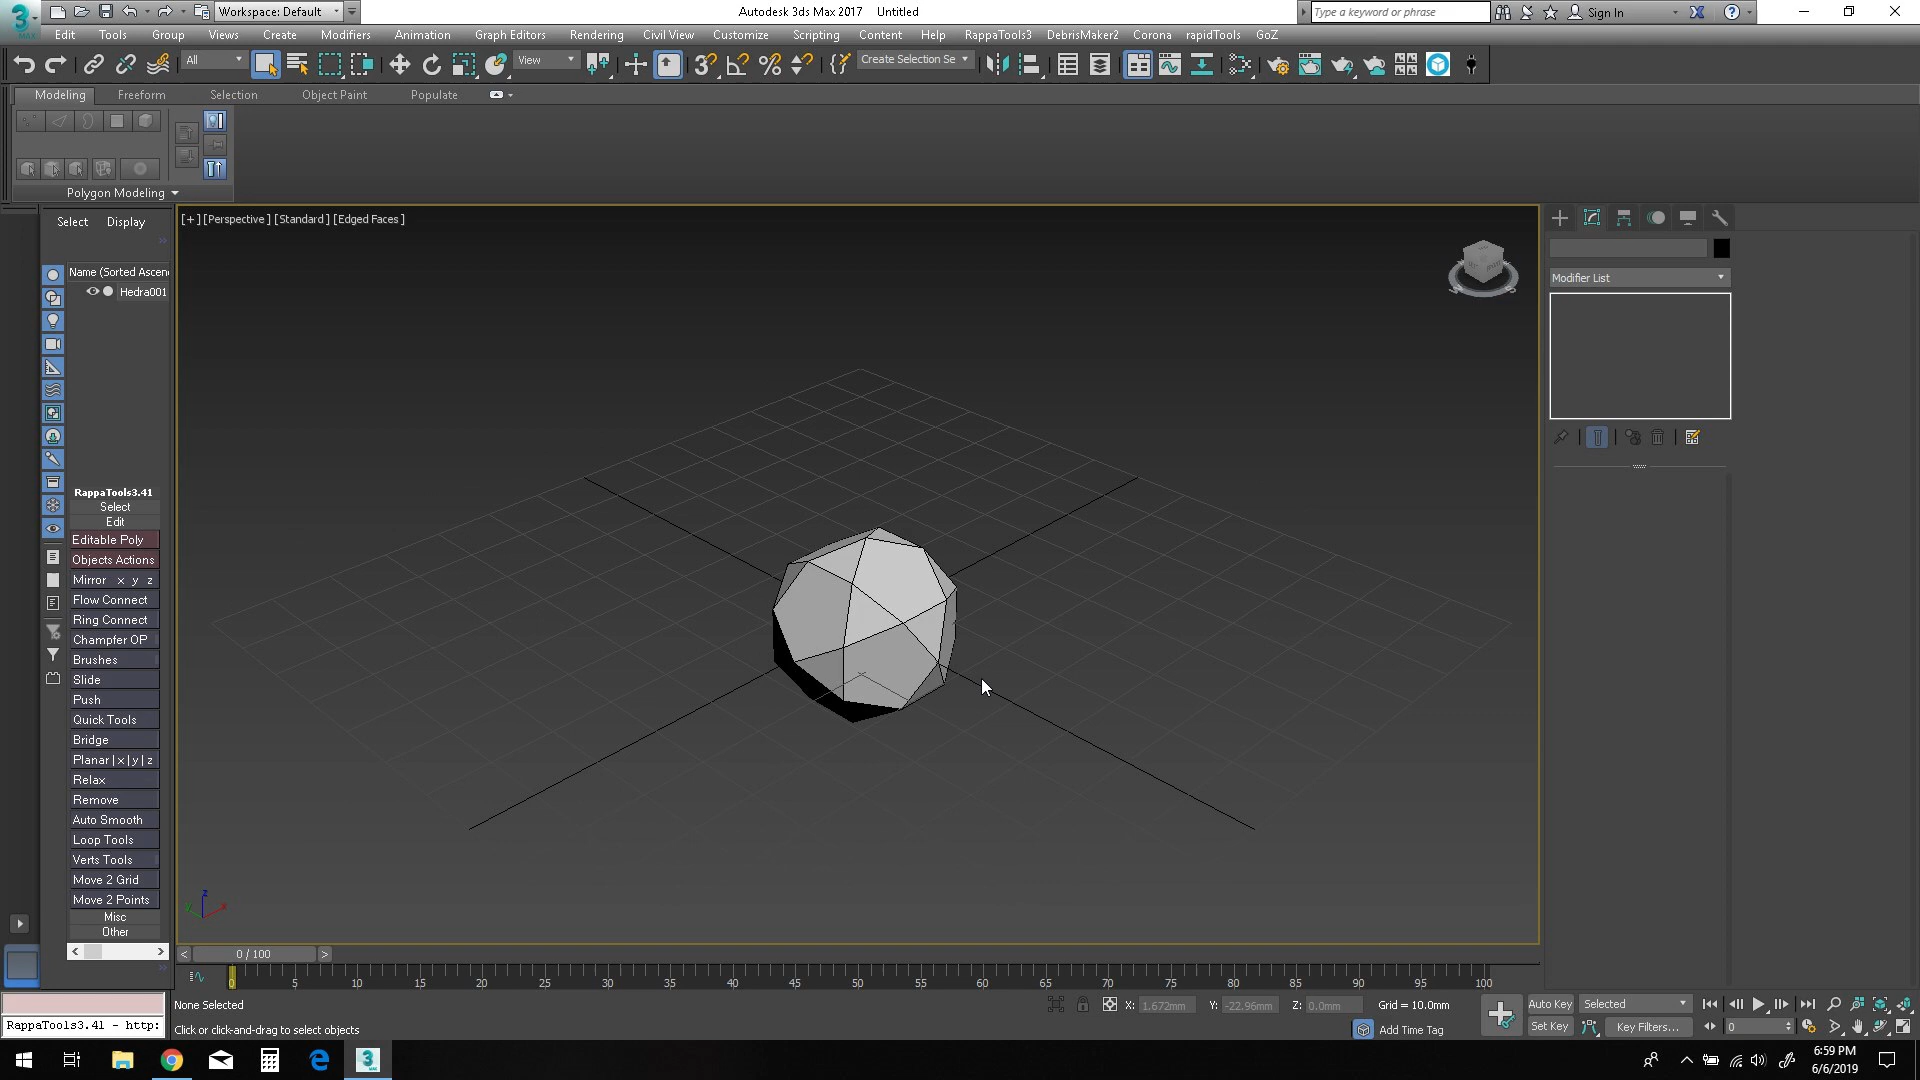 Workspace: Default
Autodesk 3ds Max 2017 Untitled
Type a keyword or phrase
Sign In
MAX
Edit Tools Group Views Create Modifiers Animation Graph Editors Rendering Civil View Customize Scripting Content Help RappaTools3 DebrisMaker2 Corona rapidTools GoZ
All
View
Create Selection Se
Modeling Freeform Selection Object Paint Populate
Polygon Modeling
Select Display
[+] [Perspective ] [Standard ] [Edged Faces ]
Name (Sorted Ascen
Hedra001
Modifier List
RappaTools3.41
Select
Edit
Editable Poly
Objects Actions
Mirror x y z
Flow Connect
Ring Connect
Champfer OP
Brushes
Slide
Push
Quick Tools
Bridge
Planar|x|y|z
Relax
Remove
Auto Smooth
Loop Tools
Verts Tools
Move 2 Grid
Move 2 Points
Misc
Other
z
y x
< 0 / 100 >
0 5 10 15 20 25 30 35 40 45 50 55 60 65 70 75 80 85 90 95 100
None Selected
X: 1.672mm Y: -22.96mm Z: 0.0mm Grid = 10.0mm
Auto Key Selected
RappaTools3.41 - http:
Click or click-and-drag to select objects
Add Time Tag
Set Key Key Filters... 0
6:59 PM
6/6/2019